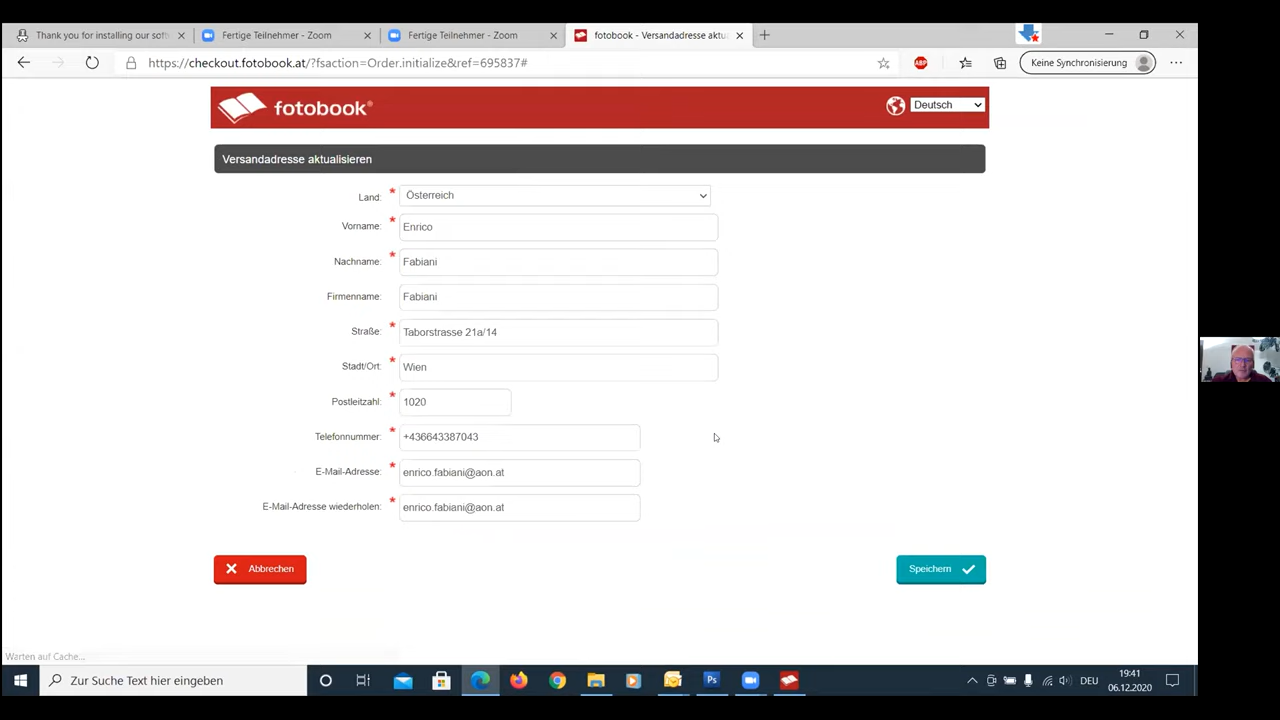 Thank you for installing our soft
Fertige Teilnehmer - Zoom
Fertige Teilnehmer - Zoom
fotobook - Versandadresse aktu
https://checkout.fotobook.at/?fsaction=Order.initialize&ref=695837#
ABP
Keine Synchronisierung
fotobook®
Deutsch
Versandadresse aktualisieren
Land: * Österreich
Vorname: * Enrico
Nachname: * Fabiani
Firmenname: Fabiani
Straße: * Taborstrasse 21a/14
Stadt/Ort: * Wien
Postleitzahl: * 1020
Telefonnummer: * +436643387043
E-Mail-Adresse: * enrico.fabiani@aon.at
E-Mail-Adresse wiederholen: * enrico.fabiani@aon.at
Abbrechen
Speichern
Warten auf Cache...
Zur Suche Text hier eingeben
Ps
DEU
19:41
06.12.2020